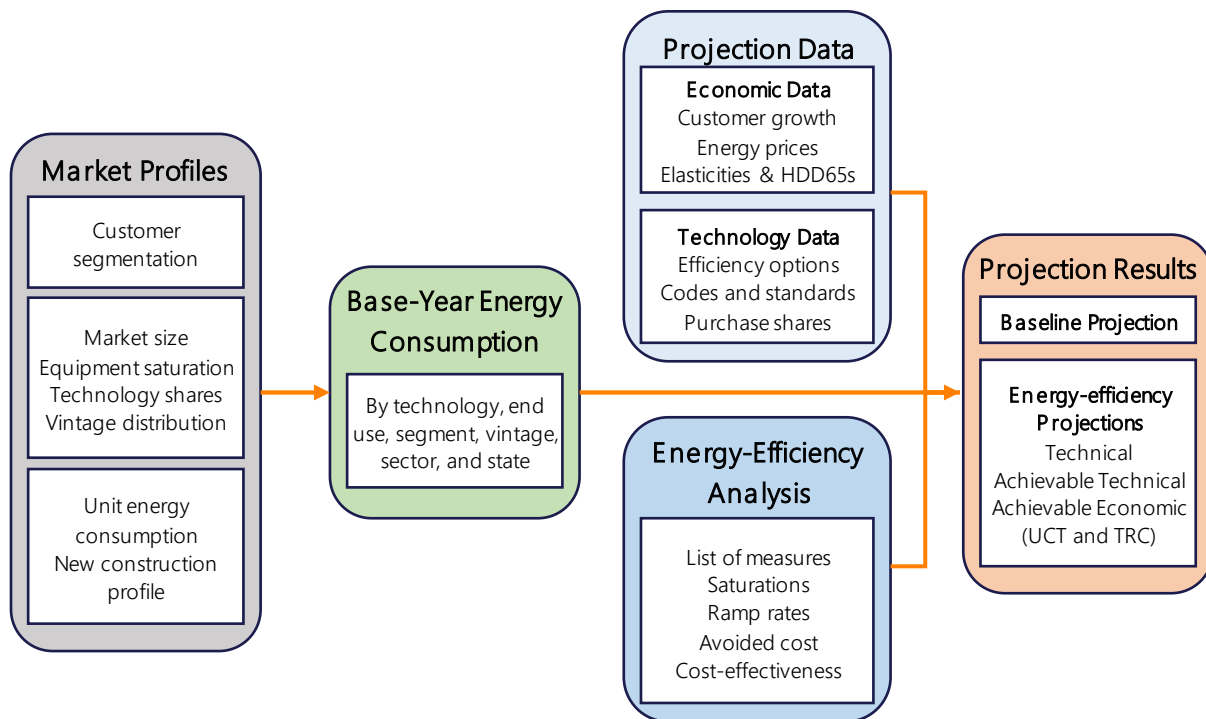 Market Profiles
Customer
segmentation
Market size
Equipment saturation
Technology shares
Vintage distribution
Unit energy
consumption
New construction
profile
Base-Year Energy
Consumption
By technology, end
use, segment, vintage,
sector, and state
Projection Data
Economic Data
Customer growth
Energy prices
Elasticities & HDD65s
Technology Data
Efficiency options
Codes and standards
Purchase shares
Energy-Efficiency
Analysis
List of measures
Saturations
Ramp rates
Avoided cost
Cost-effectiveness
Projection Results
Baseline Projection
Energy-efficiency
Projections
Technical
Achievable Technical
Achievable Economic
(UCT and TRC)